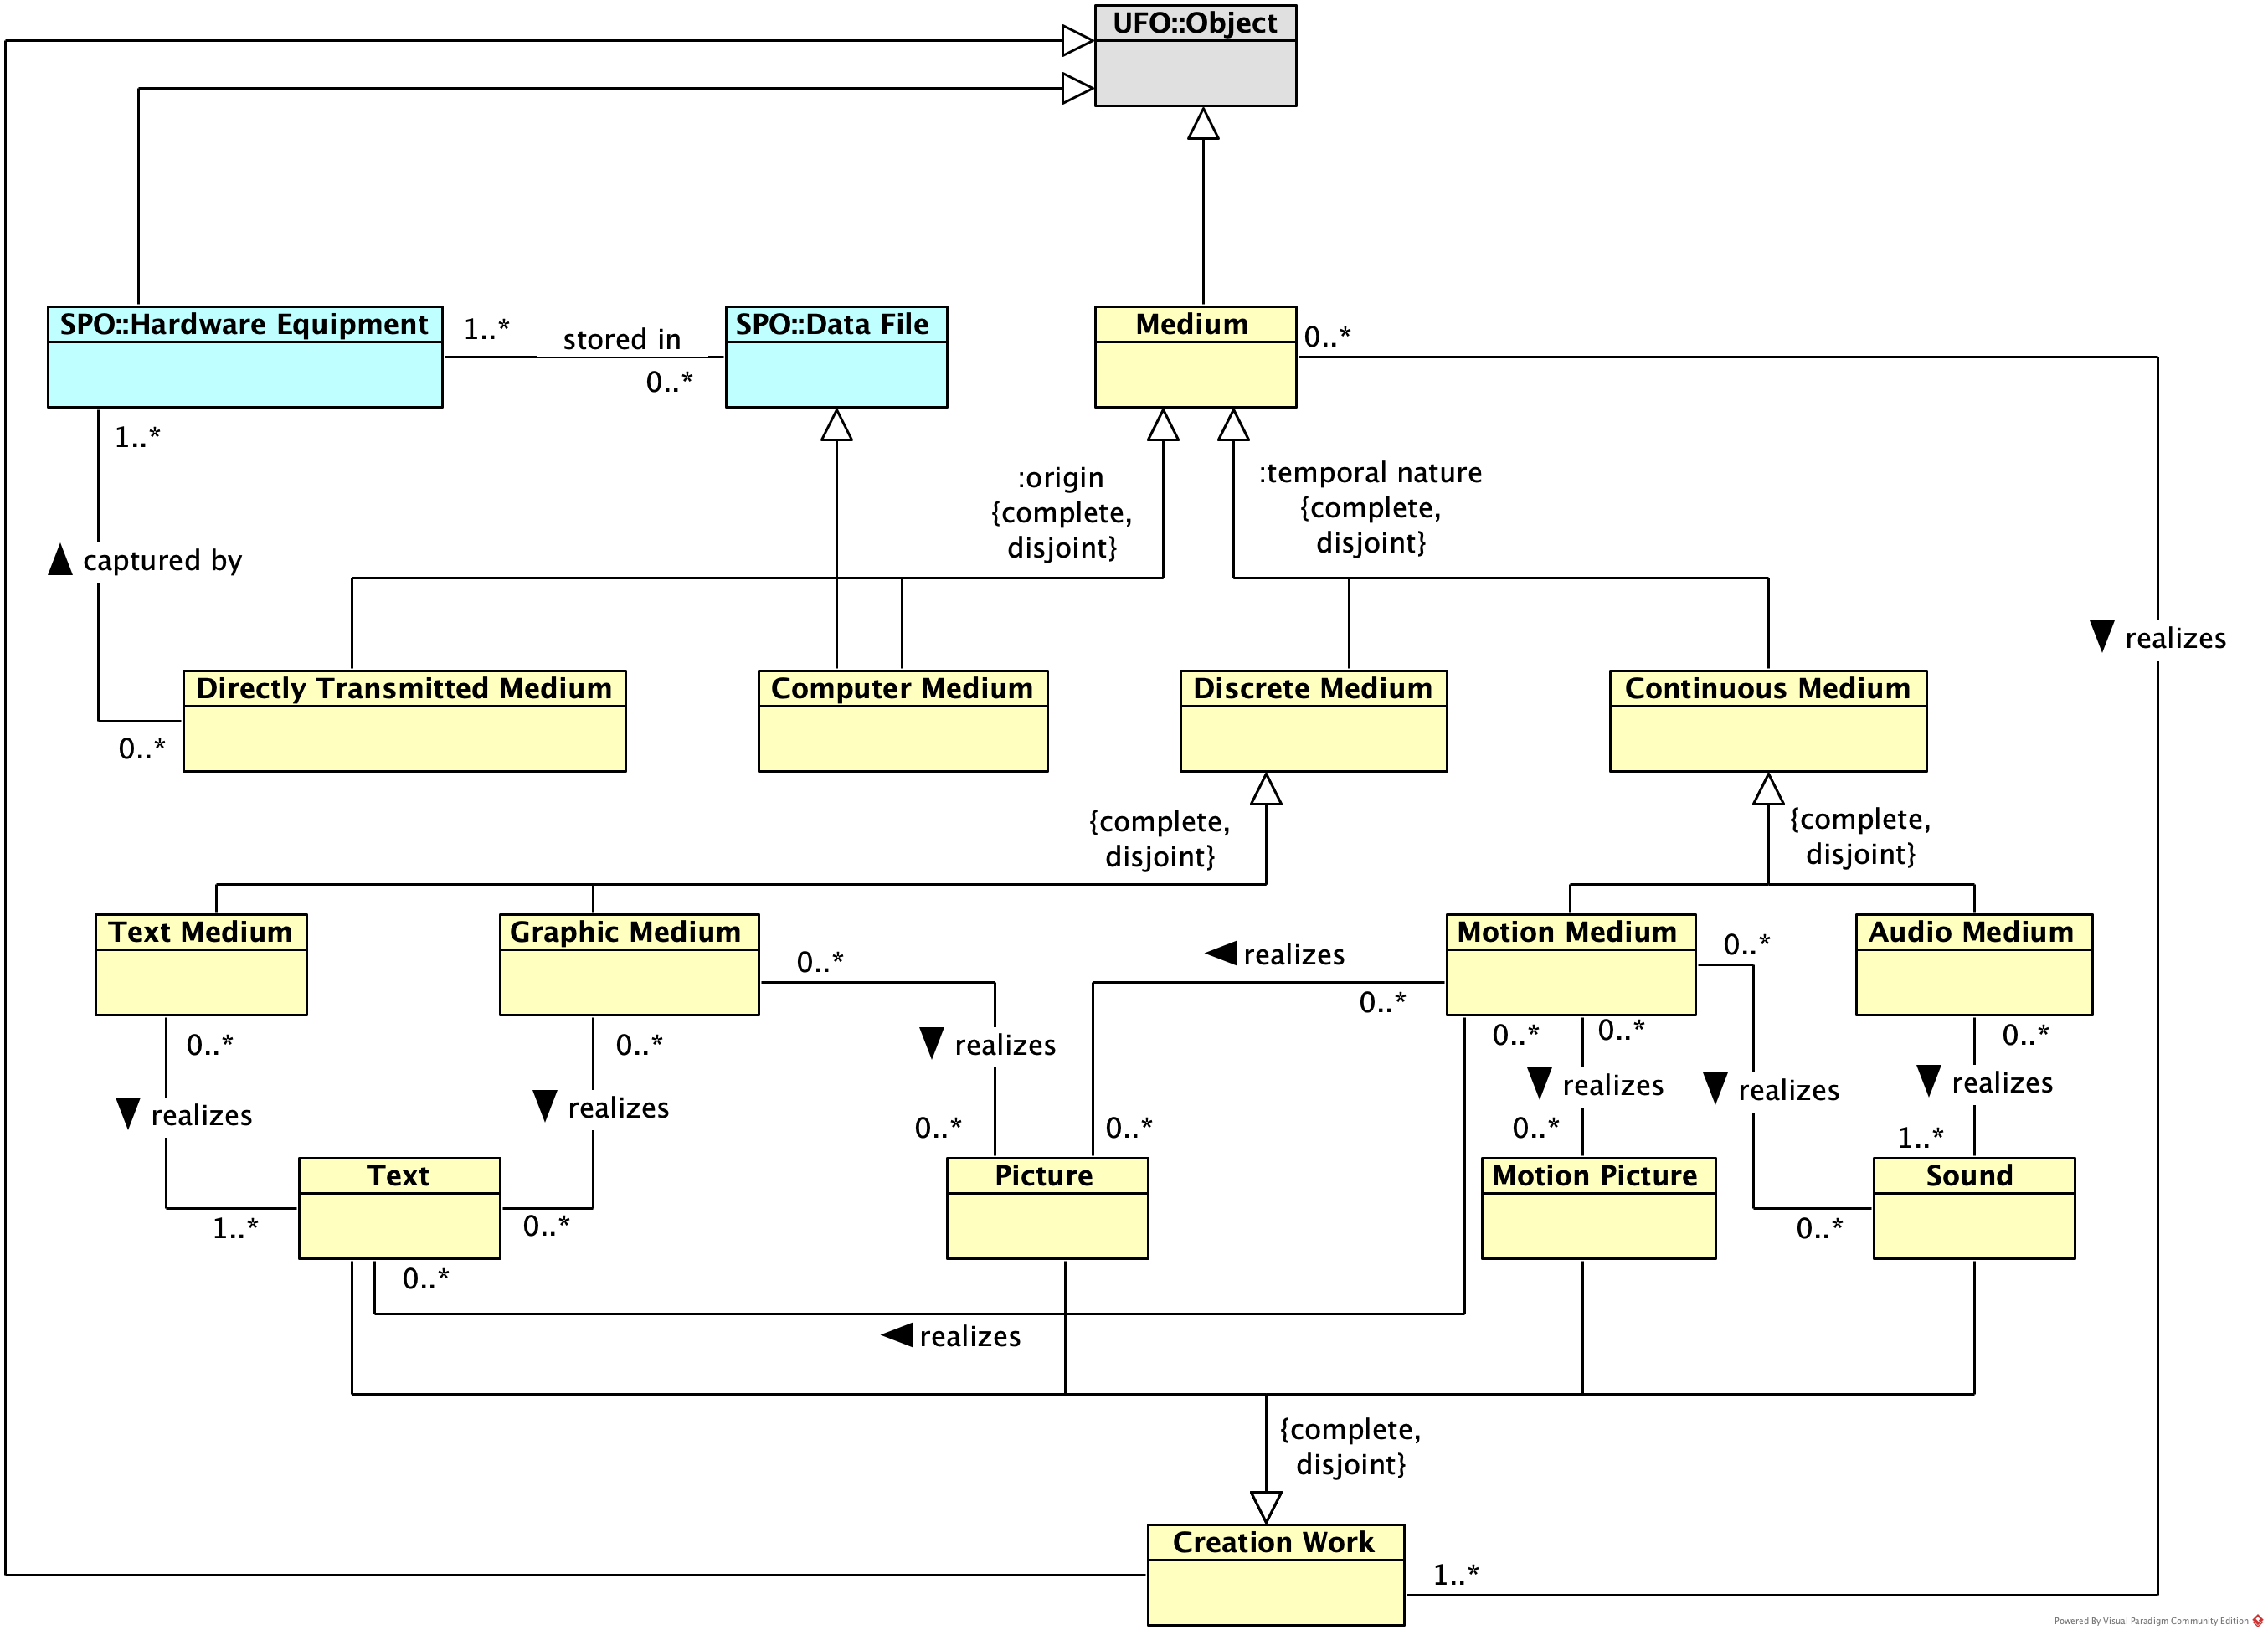 UFO::Object
SPO::Hardware Equipment
1..*
stored in
0..*
SPO::Data File
Medium
0..*
1..*
captured by
0..*
:origin
{complete,
disjoint}
:temporal nature
{complete,
disjoint}
realizes
Directly Transmitted Medium
Computer Medium
Discrete Medium
Continuous Medium
{complete,
disjoint}
{complete,
disjoint}
Text Medium
Graphic Medium
Motion Medium
Audio Medium
0..*
realizes
0..*
0..*
0..*
realizes
1..*
0..*
realizes
0..*
realizes
0..*
0..*
0..*
0..*
realizes
0..*
realizes
0..*
0..*
realizes
1..*
Text
Picture
Motion Picture
Sound
0..*
realizes
{complete,
disjoint}
Creation Work
1..*
Powered By Visual Paradigm Community Edition